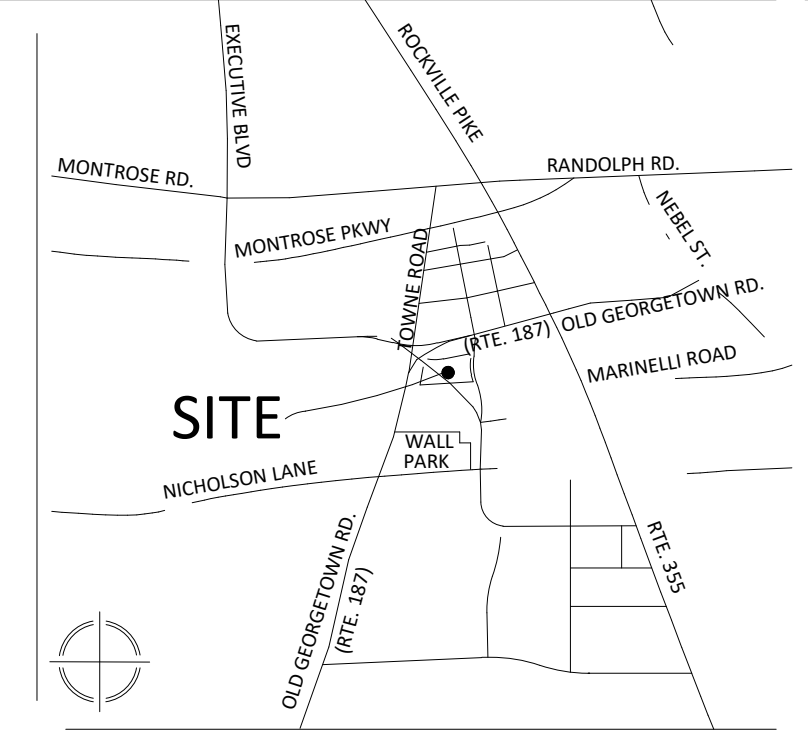 EXECUTIVE BLVD
ROCKVILLE PIKE
MONTROSE RD.
RANDOLPH RD.
NEBEL ST.
MONTROSE PKWY
TOWNE ROAD
OLD GEORGETOWN RD.
(RTE. 187)
MARINELLI ROAD
SITE
WALL
PARK
NICHOLSON LANE
OLD GEORGETOWN RD.
(RTE. 187)
RTE. 355